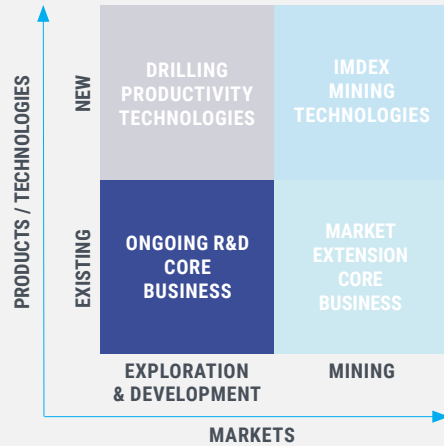 PRODUCTS / TECHNOLOGIES
NEW
DRILLING
PRODUCTIVITY
TECHNOLOGIES
IMDEX
MINING
TECHNOLOGIES
EXISTING
ONGOING R&D
CORE
BUSINESS
MARKET
EXTENSION
CORE
BUSINESS
EXPLORATION
& DEVELOPMENT
MINING
MARKETS